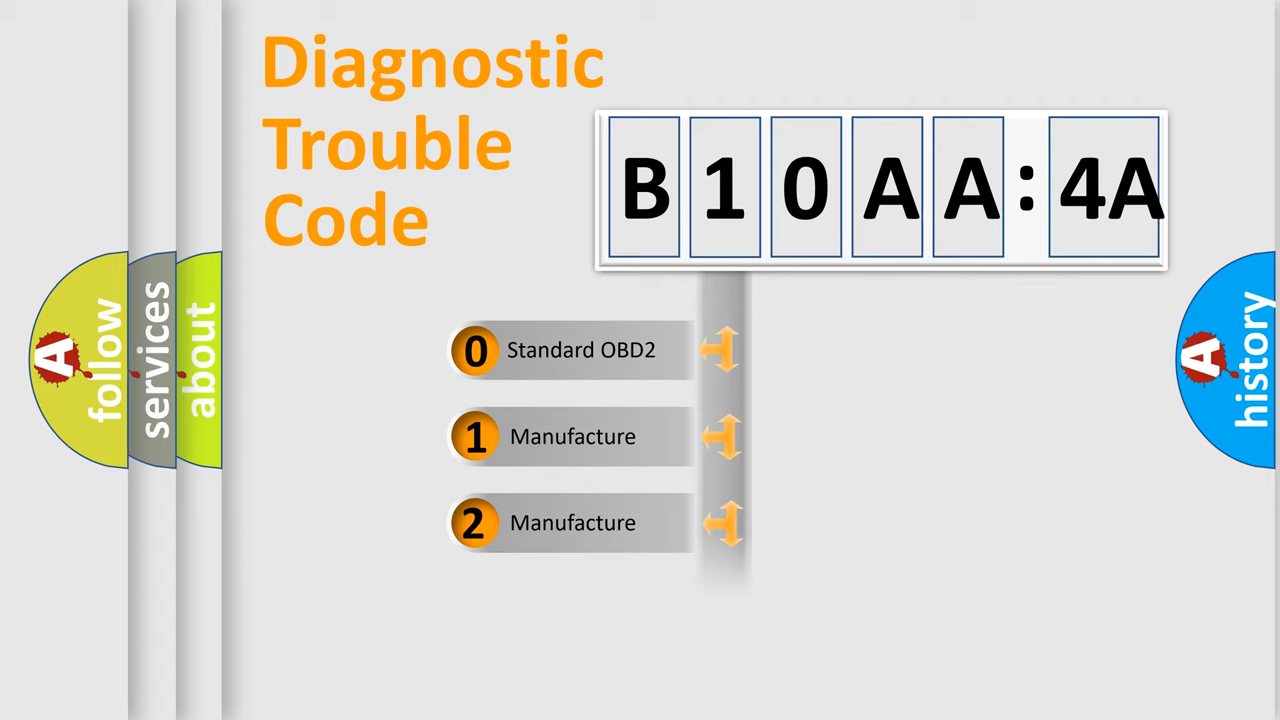 Diagnostic
Trouble
Code
B10AA:4A
0 Standard OBD2
1 Manufacture
2 Manufacture
A follow
services
about
A history